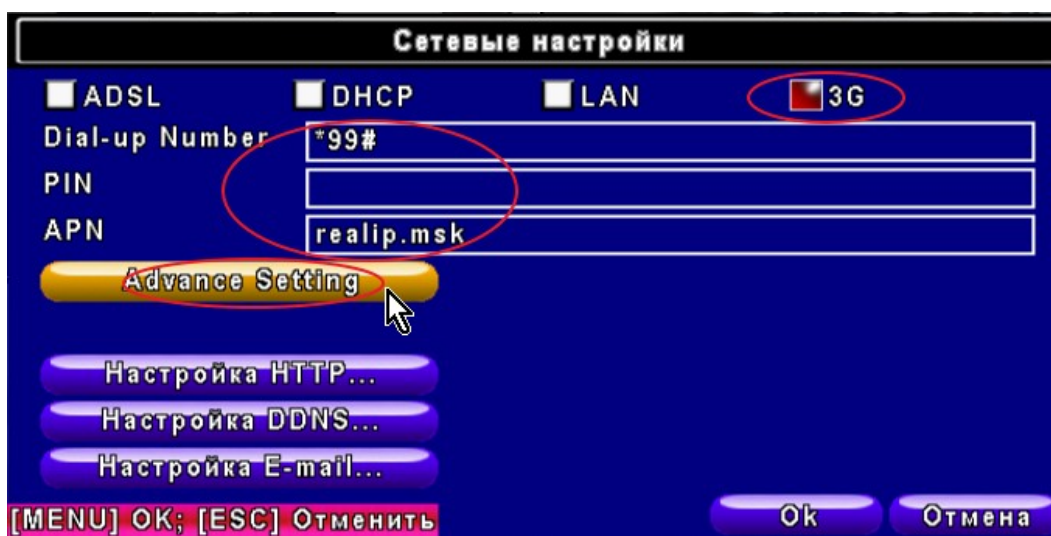 Сетевые настройки
ADSL DHCP LAN 3G
Dial-up Number *99#
PIN
APN realip.msk
Advance Setting
Настройка HTTP...
Настройка DDNS...
Настройка E-mail...
[MENU] OK; [ESC] Отменить Ok Отмена